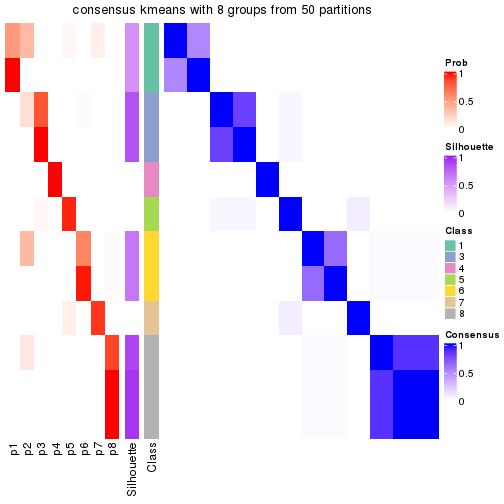 consensus kmeans with 8 groups from 50 partitions
Prob
1
0.5
0
Silhouette
1
0.5
0
Class
1
3
4
5
6
7
8
Consensus
1
0.5
0
p1
p2
p3
p4
p5
p6
p7
p8
Silhouette
Class